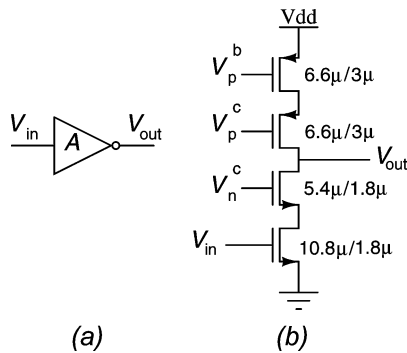 V_in
A
V_out
(a)
Vdd
V_p^b
6.6μ/3μ
V_p^c
6.6μ/3μ
V_out
V_n^c
5.4μ/1.8μ
V_in
10.8μ/1.8μ
(b)